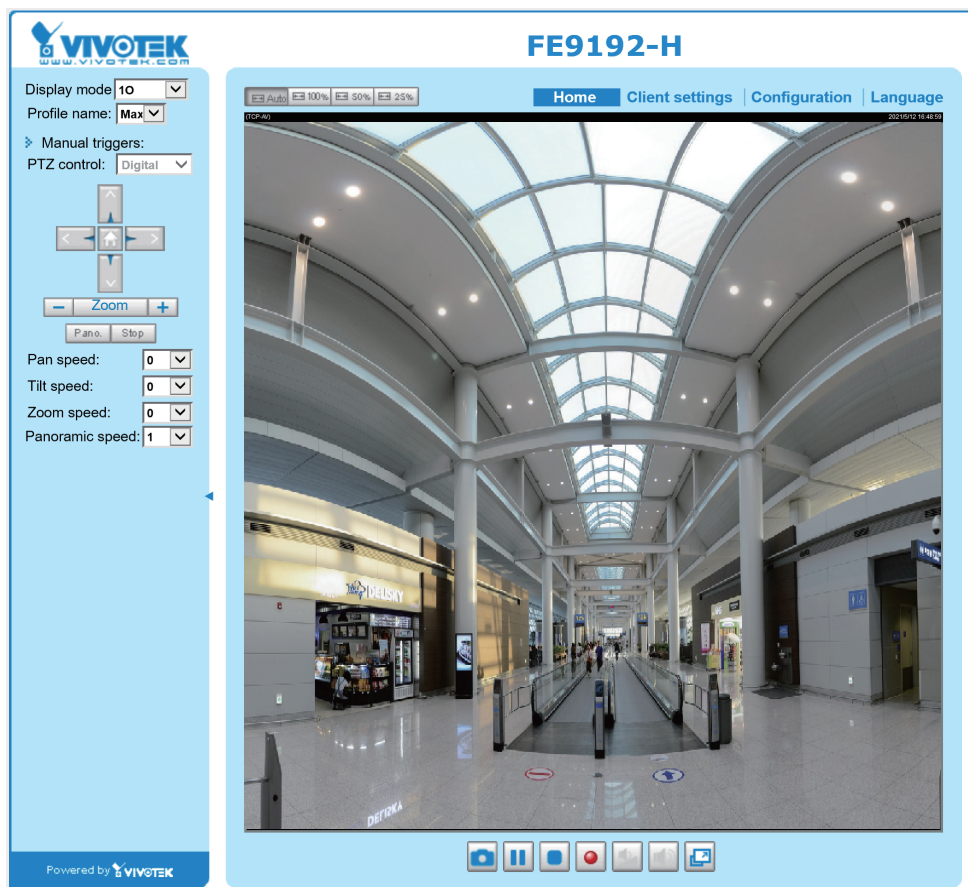 VIVOTEK
www.vivotek.com
FE9192-H
Display mode 1O
Profile name: Max
Manual triggers:
PTZ control: Digital
Zoom
Pano. Stop
Pan speed: 0
Tilt speed: 0
Zoom speed: 0
Panoramic speed: 1
Powered by VIVOTEK
Auto 100% 50% 25%
Home Client settings Configuration Language
(TCP-AV) 2021/5/12 16:48:59
DELISKY